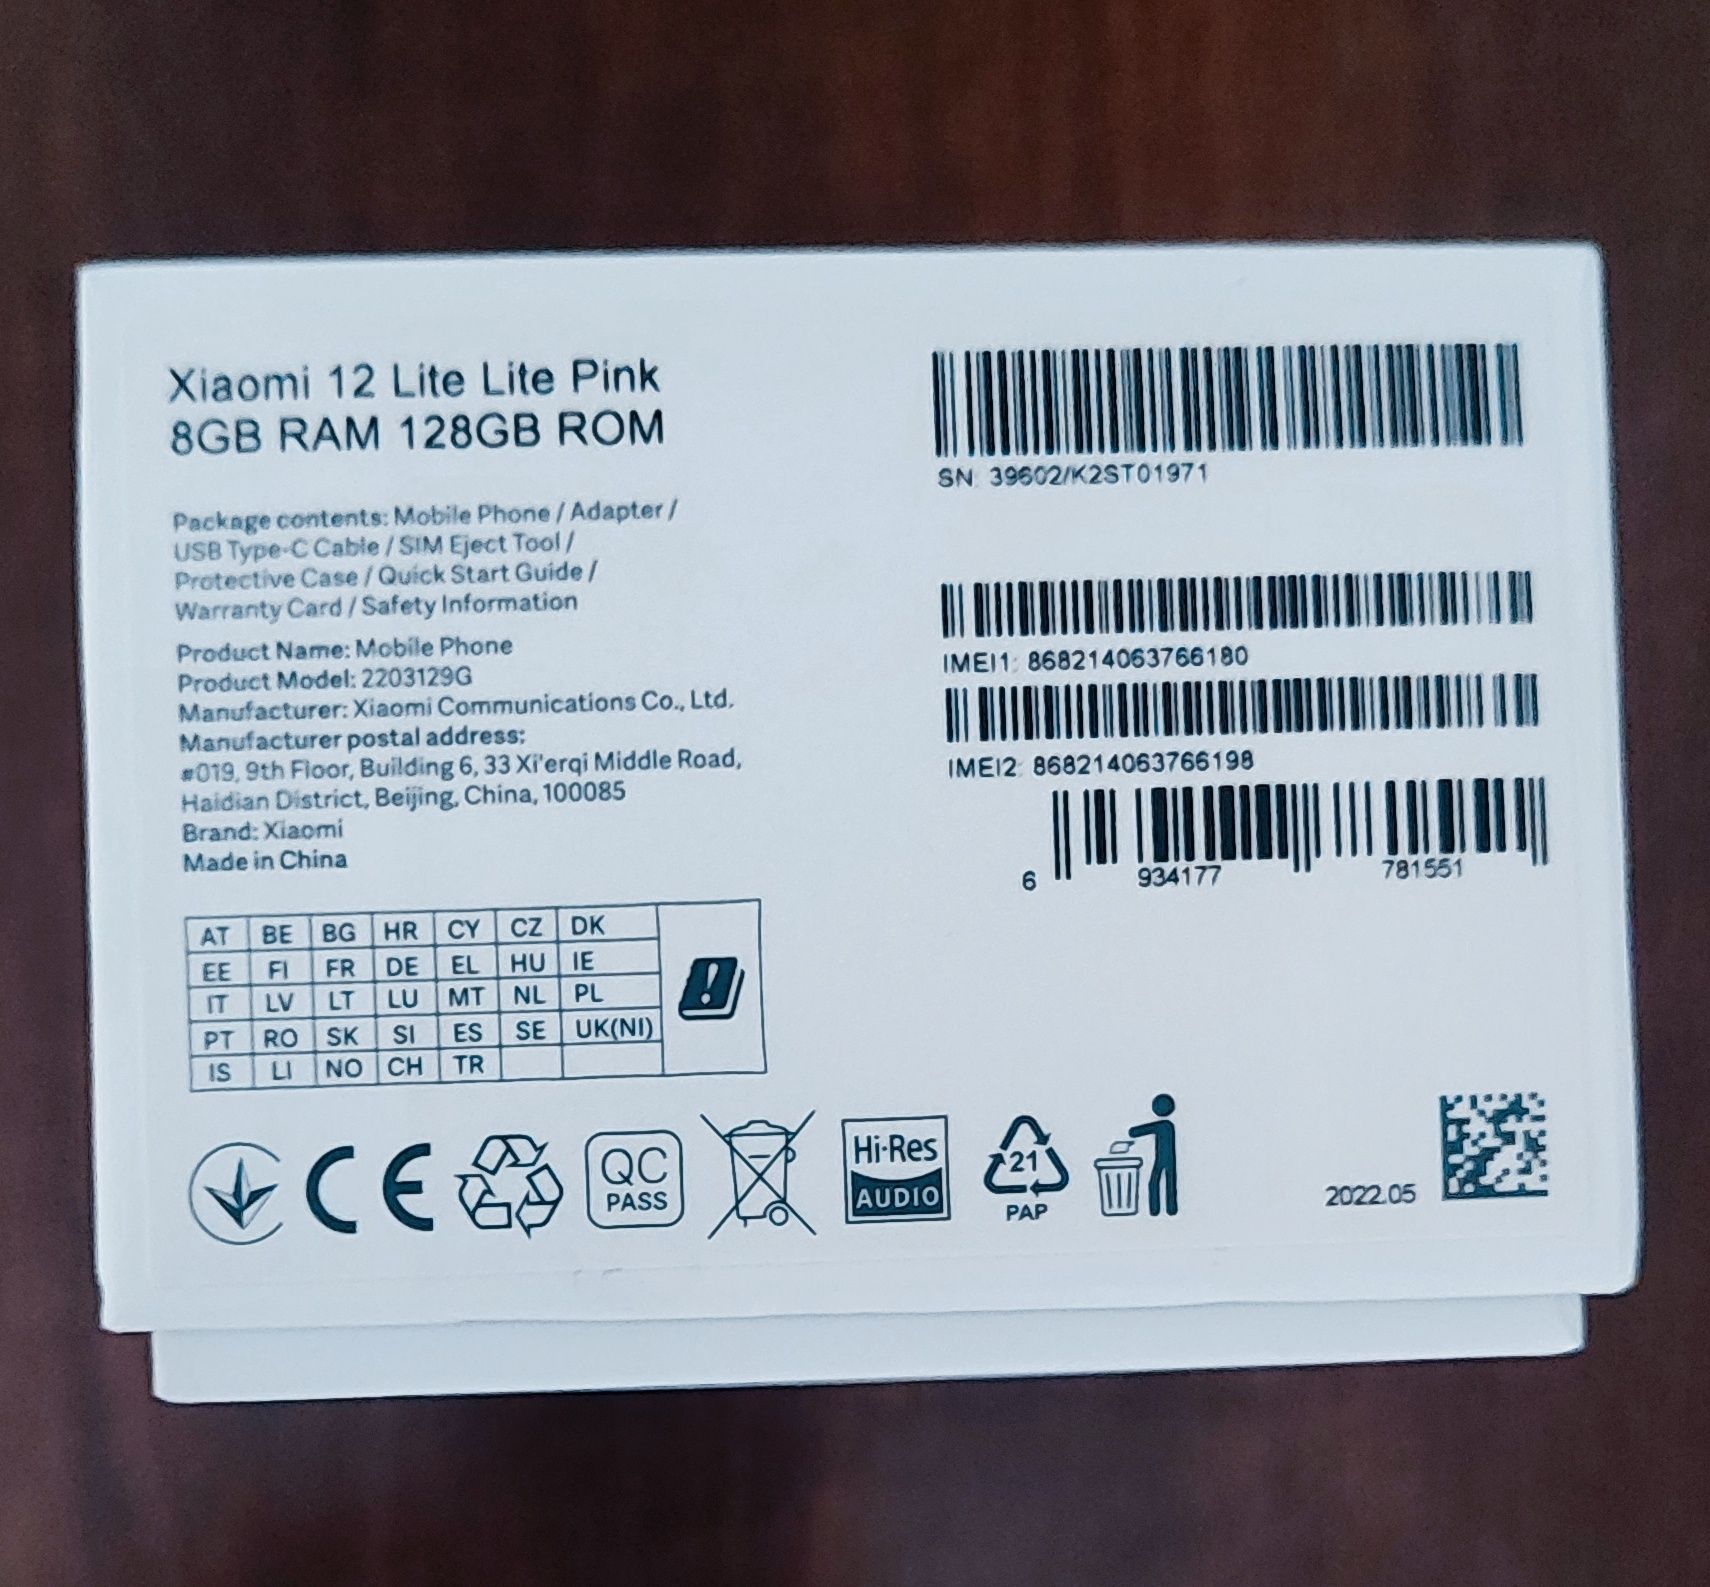 Xiaomi 12 Lite Lite Pink
8GB RAM 128GB ROM
Package contents: Mobile Phone / Adapter /
USB Type-C Cable / SIM Eject Tool /
Protective Case / Quick Start Guide /
Warranty Card / Safety Information
Product Name: Mobile Phone
Product Model: 2203129G
Manufacturer: Xiaomi Communications Co., Ltd.
Manufacturer postal address:
#019, 9th Floor, Building 6, 33 Xi'erqi Middle Road,
Haidian District, Beijing, China, 100085
Brand: Xiaomi
Made in China
AT BE BG HR CY CZ DK
EE FI FR DE EL HU IE
IT LV LT LU MT NL PL
PT RO SK SI ES SE UK(NI)
IS LI NO CH TR
SN: 39602/K2ST01971
IMEI1: 868214063766180
IMEI2: 868214063766198
6 934177 781551
CE
QC
PASS
Hi-Res
AUDIO
21
PAP
2022.05